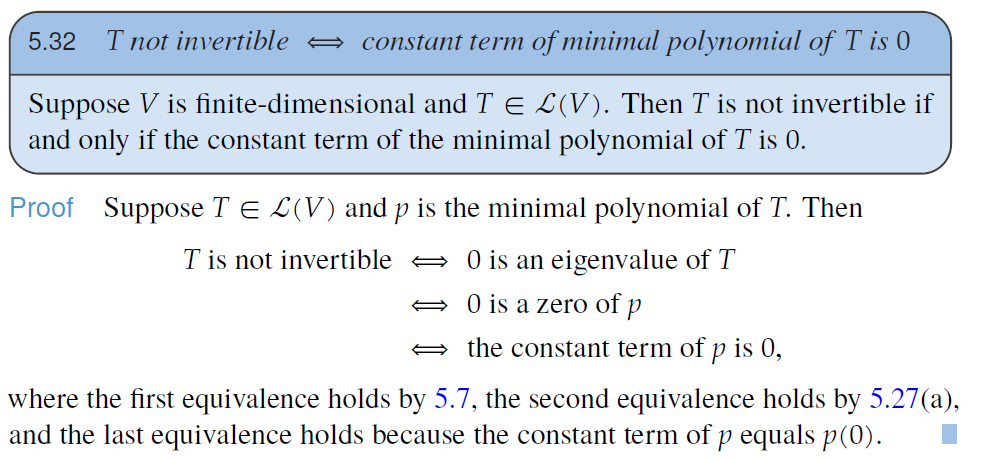 5.32 T not invertible ⟺ constant term of minimal polynomial of T is 0
Suppose V is finite-dimensional and T ∈ ℒ(V). Then T is not invertible if
and only if the constant term of the minimal polynomial of T is 0.
Proof Suppose T ∈ ℒ(V) and p is the minimal polynomial of T. Then
T is not invertible ⟺ 0 is an eigenvalue of T
⟺ 0 is a zero of p
⟺ the constant term of p is 0,
where the first equivalence holds by 5.7, the second equivalence holds by 5.27(a),
and the last equivalence holds because the constant term of p equals p(0).